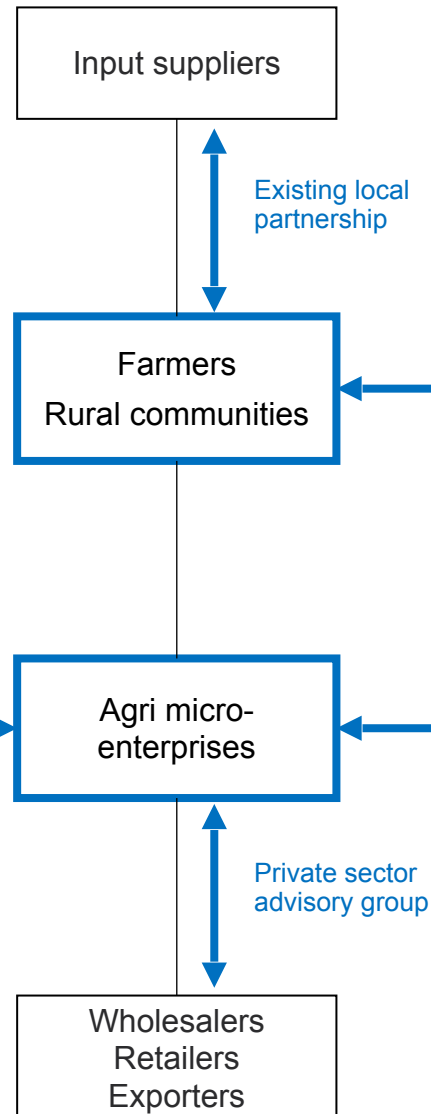 Input suppliers
Existing local
partnership
Farmers
Rural communities
Agri micro-
enterprises
Private sector
advisory group
Wholesalers
Retailers
Exporters